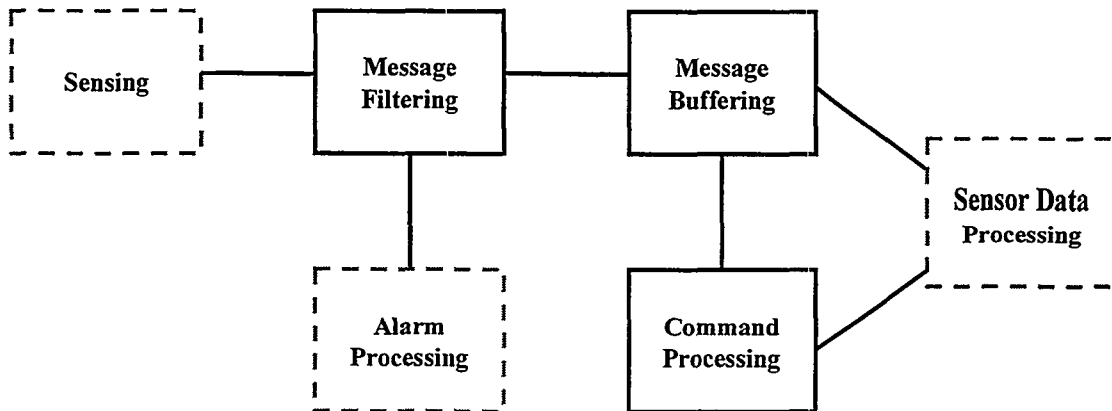 Sensing
Message
Filtering
Message
Buffering
Sensor Data
Processing
Alarm
Processing
Command
Processing